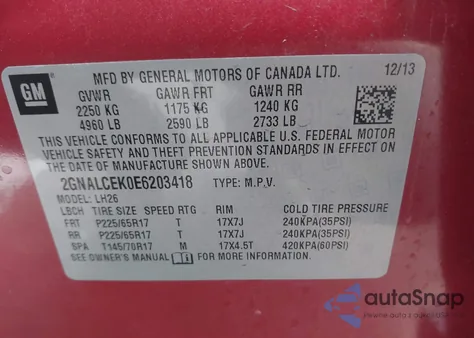 GM
MFD BY GENERAL MOTORS OF CANADA LTD. 12/13
GVWR GAWR FRT GAWR RR
2250 KG 1175 KG 1240 KG
4960 LB 2590 LB 2733 LB
THIS VEHICLE CONFORMS TO ALL APPLICABLE U.S. FEDERAL MOTOR
VEHICLE SAFETY AND THEFT PREVENTION STANDARDS IN EFFECT ON THE
DATE OF MANUFACTURE SHOWN ABOVE.
2GNALCEK0E6203418 TYPE: M.P.V.
MODEL: LH26
LBCH TIRE SIZE SPEED RTG RIM COLD TIRE PRESSURE
FRT P225/65R17 T 17X7J 240KPA(35PSI)
RR P225/65R17 T 17X7J 240KPA(35PSI)
SPA T145/70R17 M 17X4.5T 420KPA(60PSI)
SEE OWNER'S MANUAL FOR MORE INFORMATION.
autoSnap